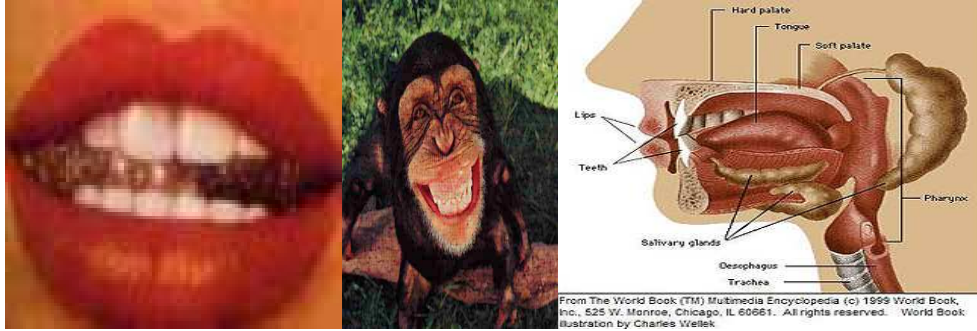 Hard palate
Tongue
Soft palate
Lips
Teeth
Pharynx
Salivary glands
Oesophagus
Trachea
From The World Book (TM) Multimedia Encyclopedia (c) 1999 World Book,
Inc., 525 W. Monroe, Chicago, IL 60661. All rights reserved. World Book
illustration by Charles Wellek